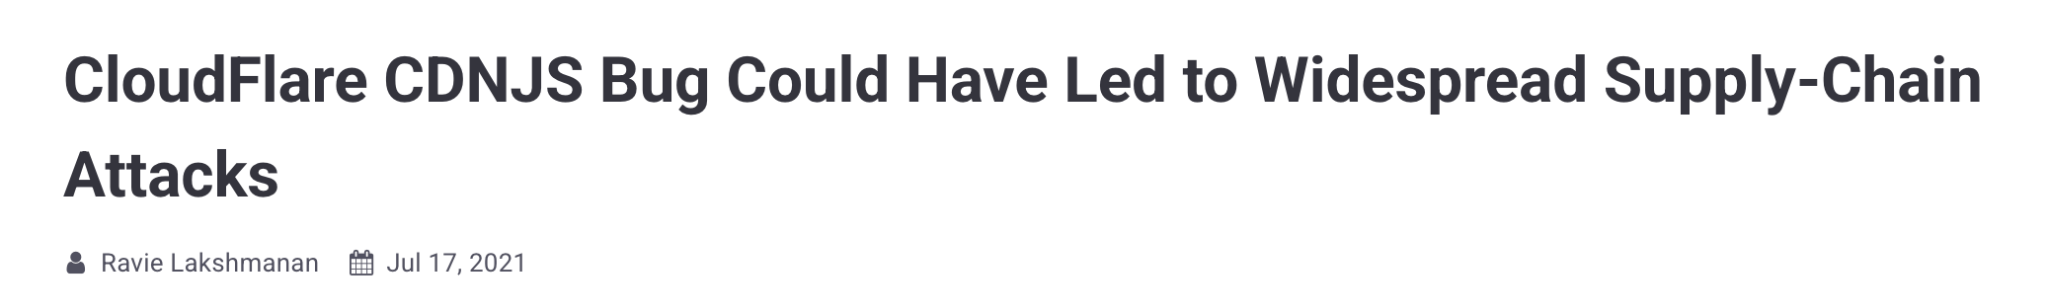 CloudFlare CDNJS Bug Could Have Led to Widespread Supply-Chain
Attacks
Ravie Lakshmanan Jul 17, 2021